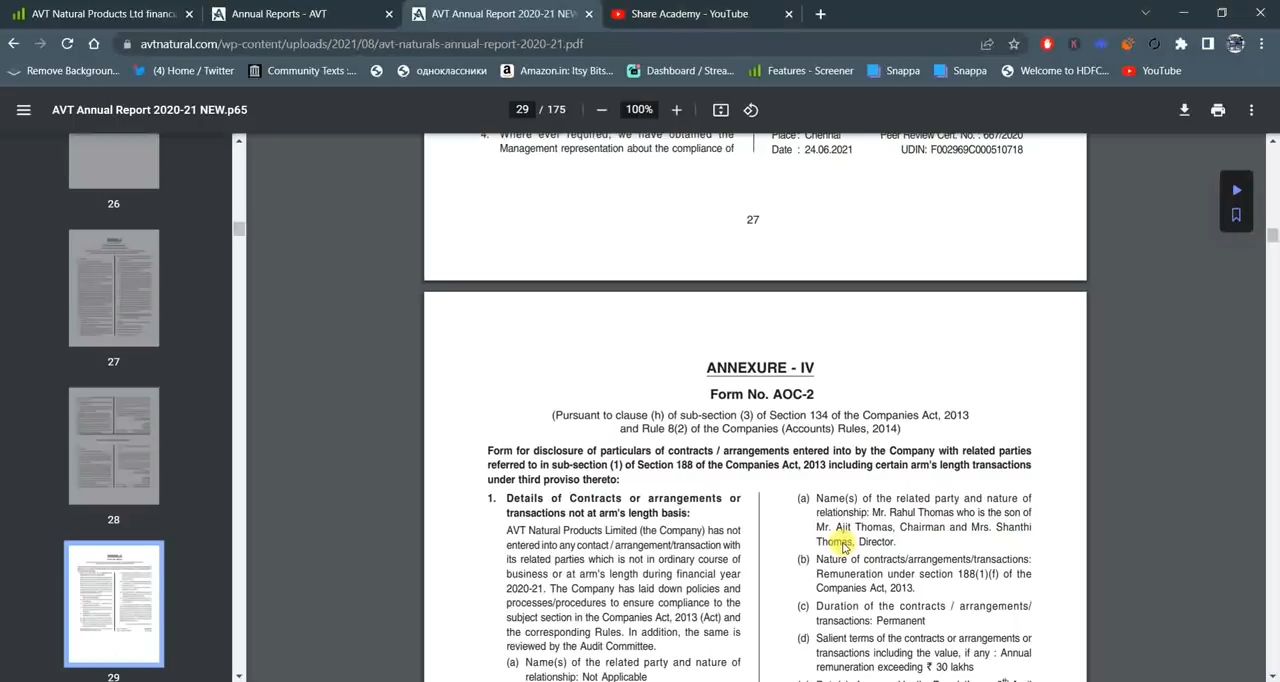 AVT Natural Products Ltd financi
Annual Reports - AVT
AVT Annual Report 2020-21 NEW
Share Academy - YouTube
avtnatural.com/wp-content/uploads/2021/08/avt-naturals-annual-report-2020-21.pdf
Remove Backgroun...
(4) Home / Twitter
Community Texts :...
одноклассники
Amazon.in: Itsy Bits...
Dashboard / Strea...
Features - Screener
Snappa
Snappa
Welcome to HDFC...
YouTube
AVT Annual Report 2020-21 NEW.p65
29 / 175
100%
26
27
28
29
4. Where ever required, we have obtained the
Management representation about the compliance of
Place : Chennai
Peer Review Cert. No. : 667/2020
Date : 24.06.2021
UDIN: F002969C000510718
27
ANNEXURE - IV
Form No. AOC-2
(Pursuant to clause (h) of sub-section (3) of Section 134 of the Companies Act, 2013
and Rule 8(2) of the Companies (Accounts) Rules, 2014)
Form for disclosure of particulars of contracts / arrangements entered into by the Company with related parties
referred to in sub-section (1) of Section 188 of the Companies Act, 2013 including certain arm's length transactions
under third proviso thereto:
1. Details of Contracts or arrangements or
transactions not at arm's length basis:
AVT Natural Products Limited (the Company) has not
entered into any contact / arrangement/transaction with
its related parties which is not in ordinary course of
business or at arm's length during financial year
2020-21. The Company has laid down policies and
processes/procedures to ensure compliance to the
subject section in the Companies Act, 2013 (Act) and
the corresponding Rules. In addition, the same is
reviewed by the Audit Committee.
(a) Name(s) of the related party and nature of
relationship: Not Applicable
(a) Name(s) of the related party and nature of
relationship: Mr. Rahul Thomas who is the son of
Mr. Ajit Thomas, Chairman and Mrs. Shanthi
Thomas, Director.
(b) Nature of contracts/arrangements/transactions:
Remuneration under section 188(1)(f) of the
Companies Act, 2013.
(c) Duration of the contracts / arrangements/
transactions: Permanent
(d) Salient terms of the contracts or arrangements or
transactions including the value, if any : Annual
remuneration exceeding ₹ 30 lakhs